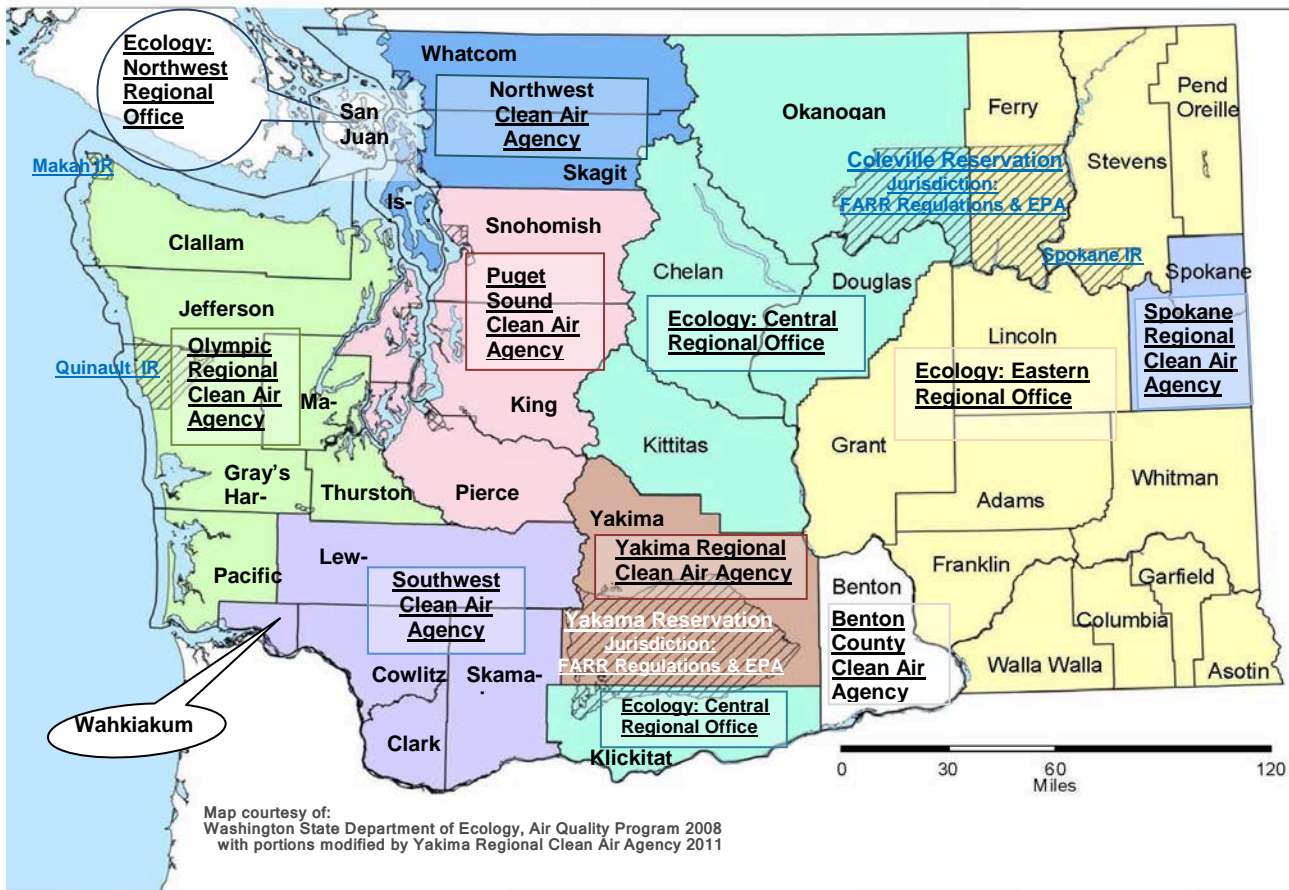 Ecology:
Northwest
Regional
Office
Whatcom
Northwest
Clean Air
Agency
San
Juan
Skagit
Okanogan
Ferry
Pend
Oreille
Stevens
Makah IR
Coleville Reservation
Jurisdiction:
FARR Regulations & EPA
Is-
Snohomish
Clallam
Spokane IR
Spokane
Puget
Sound
Clean Air
Agency
Chelan
Douglas
Jefferson
Ecology: Central
Regional Office
Lincoln
Spokane
Regional
Clean Air
Agency
Olympic
Regional
Clean Air
Agency
Quinault IR
Ma-
King
Ecology: Eastern
Regional Office
Kittitas
Grant
Gray's
Har-
Thurston
Pierce
Adams
Whitman
Yakima
Yakima Regional
Clean Air Agency
Lew-
Pacific
Southwest
Clean Air
Agency
Benton
Franklin
Garfield
Columbia
Benton
County
Clean Air
Agency
Yakama Reservation
Jurisdiction:
FARR Regulations & EPA
Walla Walla
Asotin
Cowlitz
Skama-
Wahkiakum
Ecology: Central
Regional Office
Clark
Klickitat
0 30 60 120
Miles
Map courtesy of:
Washington State Department of Ecology, Air Quality Program 2008
with portions modified by Yakima Regional Clean Air Agency 2011